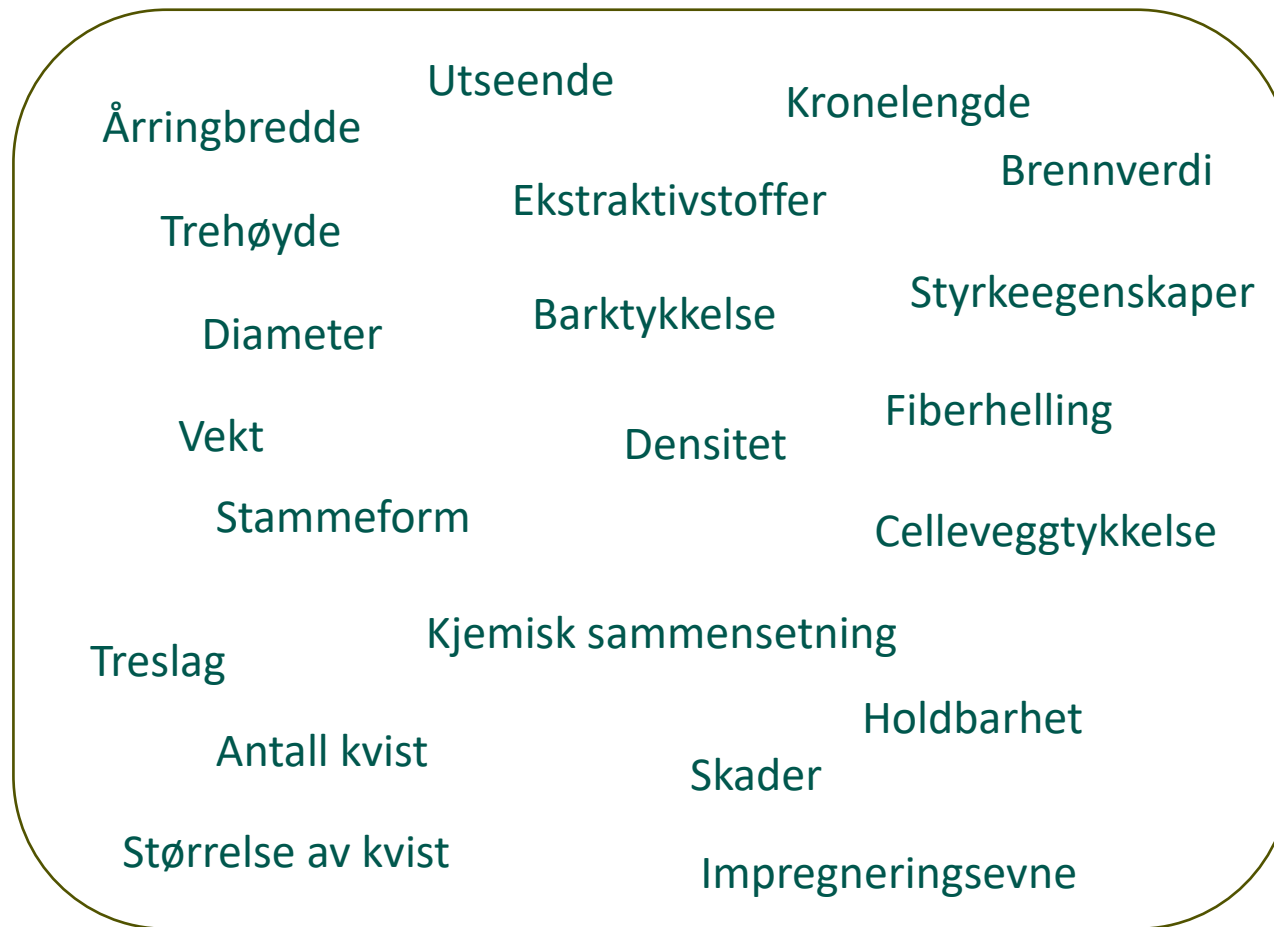 Utseende
Kronelengde
Årringbredde
Brennverdi
Ekstraktivstoffer
Trehøyde
Styrkeegenskaper
Barktykkelse
Diameter
Fiberhelling
Vekt
Densitet
Stammeform
Celleveggtykkelse
Kjemisk sammensetning
Treslag
Holdbarhet
Antall kvist
Skader
Størrelse av kvist
Impregneringsevne